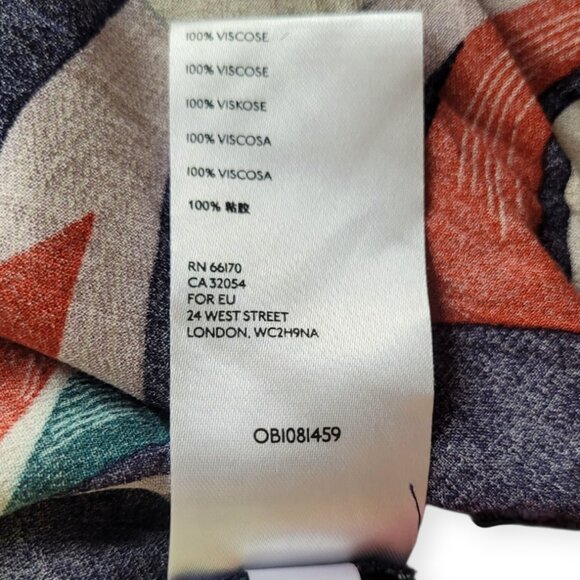 100% VISCOSE
100% VISCOSE
100% VISKOSE
100% VISCOSA
100% VISCOSA
100% 粘胶
RN 66170
CA 32054
FOR EU
24 WEST STREET
LONDON, WC2H9NA
OB1081459